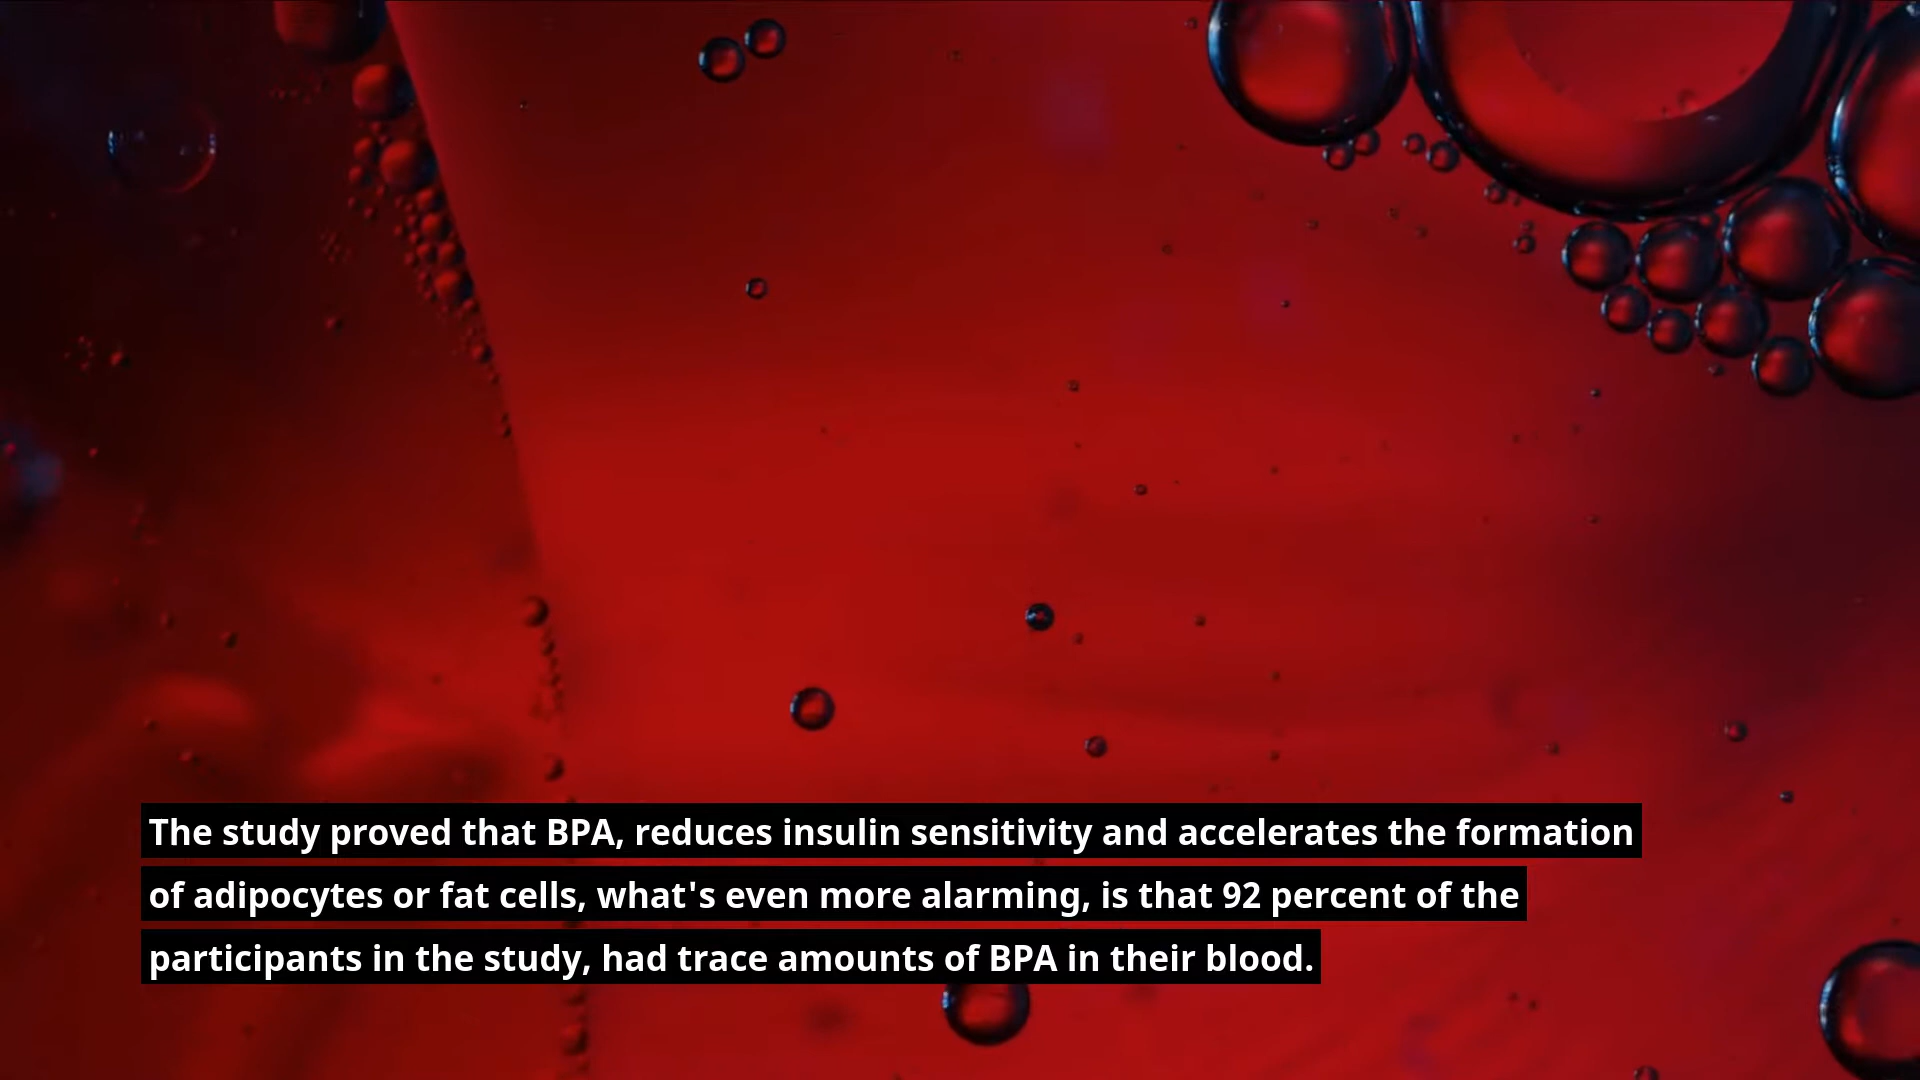 The study proved that BPA, reduces insulin sensitivity and accelerates the formation
of adipocytes or fat cells, what's even more alarming, is that 92 percent of the
participants in the study, had trace amounts of BPA in their blood.